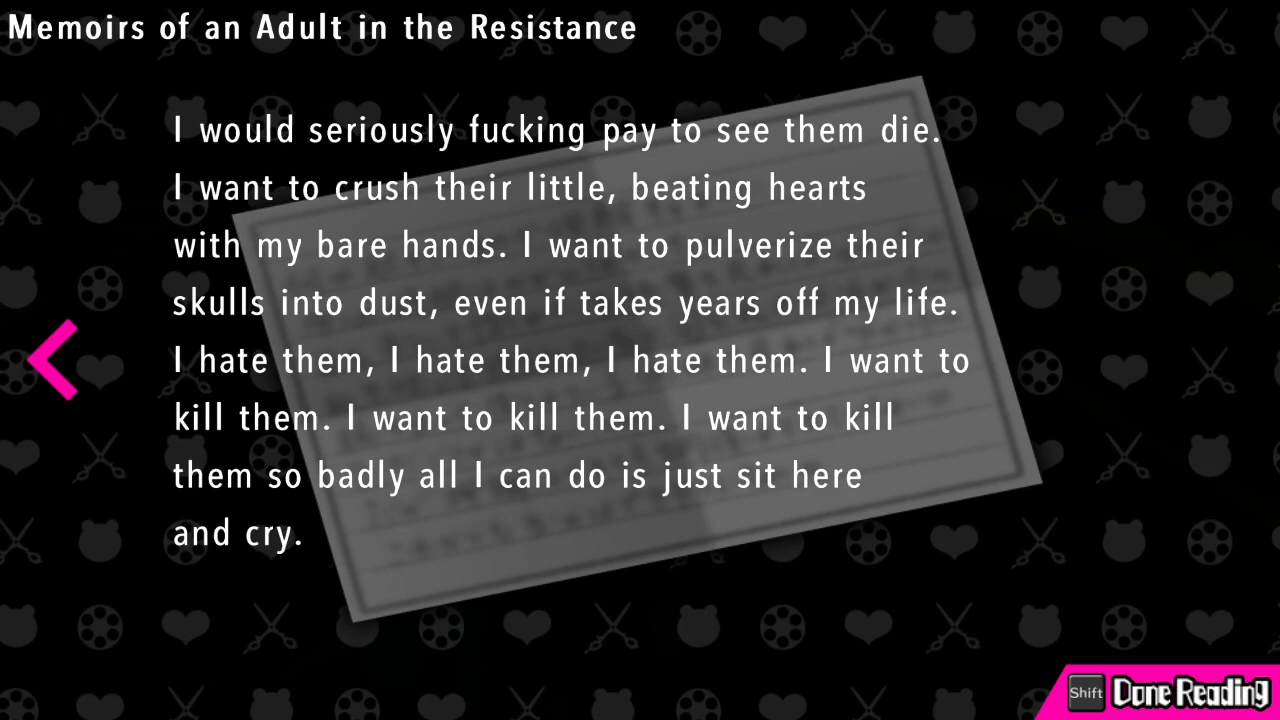 Memoirs of an Adult in the Resistance
I would seriously fucking pay to see them die.
I want to crush their little, beating hearts
with my bare hands. I want to pulverize their
skulls into dust, even if takes years off my life.
I hate them, I hate them, I hate them. I want to
kill them. I want to kill them. I want to kill
them so badly all I can do is just sit here
and cry.
Shift Done Reading